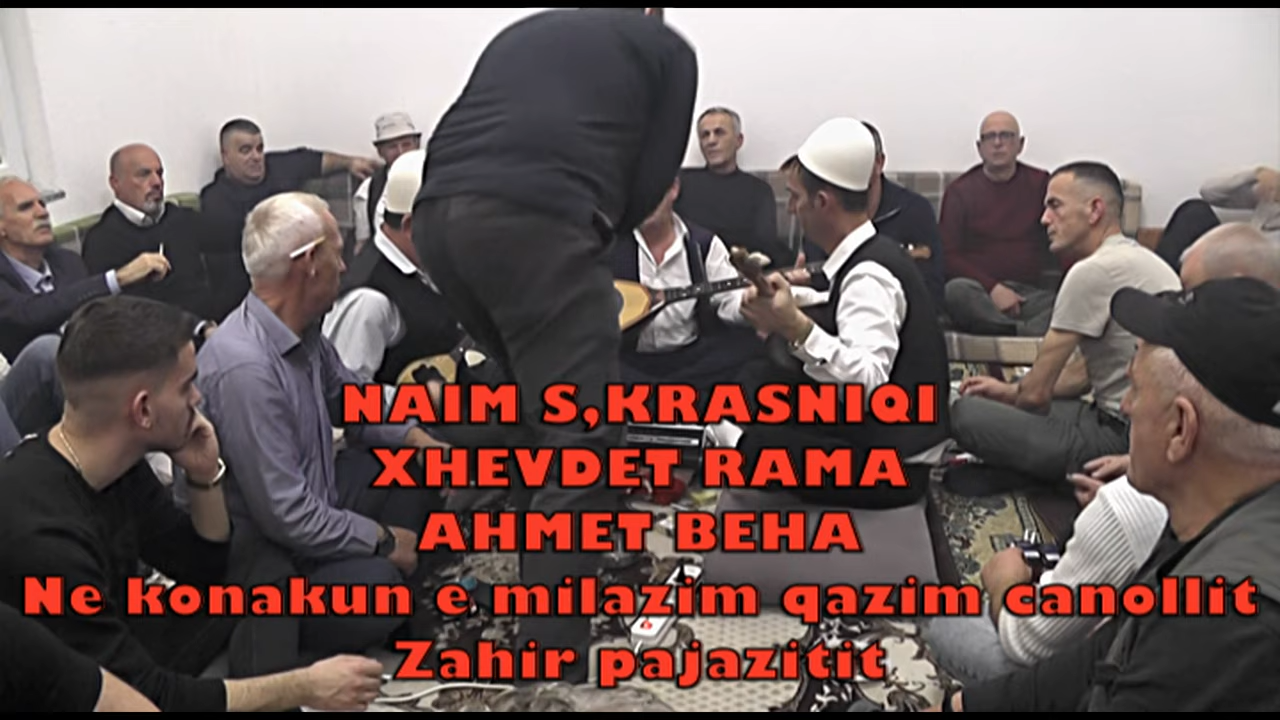 NAIM S,KRASNIQI
XHEVDET RAMA
AHMET BEHA
Ne konakun e milazim qazim canollit
Zahir pajazitit